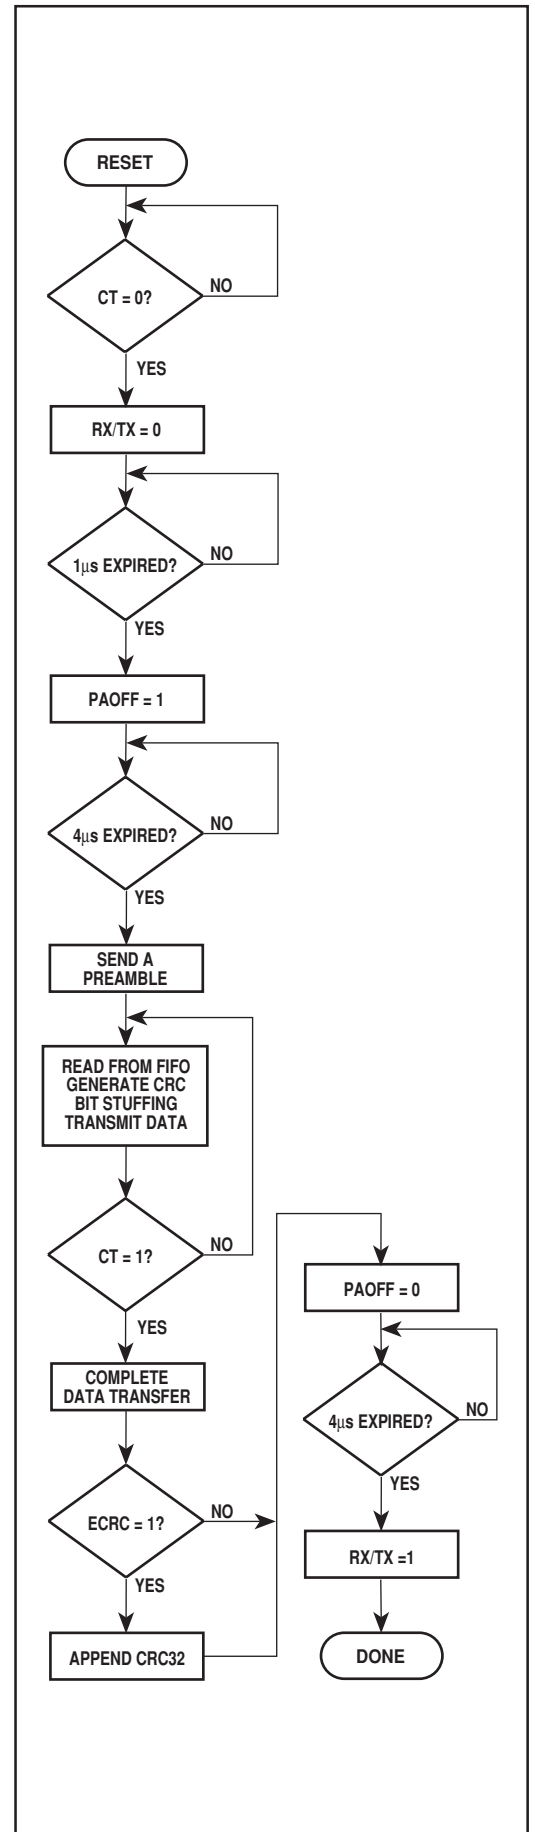 RESET
CT = 0?
NO
YES
RX/TX = 0
1μs EXPIRED?
NO
YES
PAOFF = 1
4μs EXPIRED?
NO
YES
SEND A
PREAMBLE
READ FROM FIFO
GENERATE CRC
BIT STUFFING
TRANSMIT DATA
CT = 1?
NO
YES
COMPLETE
DATA TRANSFER
ECRC = 1?
NO
YES
APPEND CRC32
PAOFF = 0
4μs EXPIRED?
NO
YES
RX/TX =1
DONE